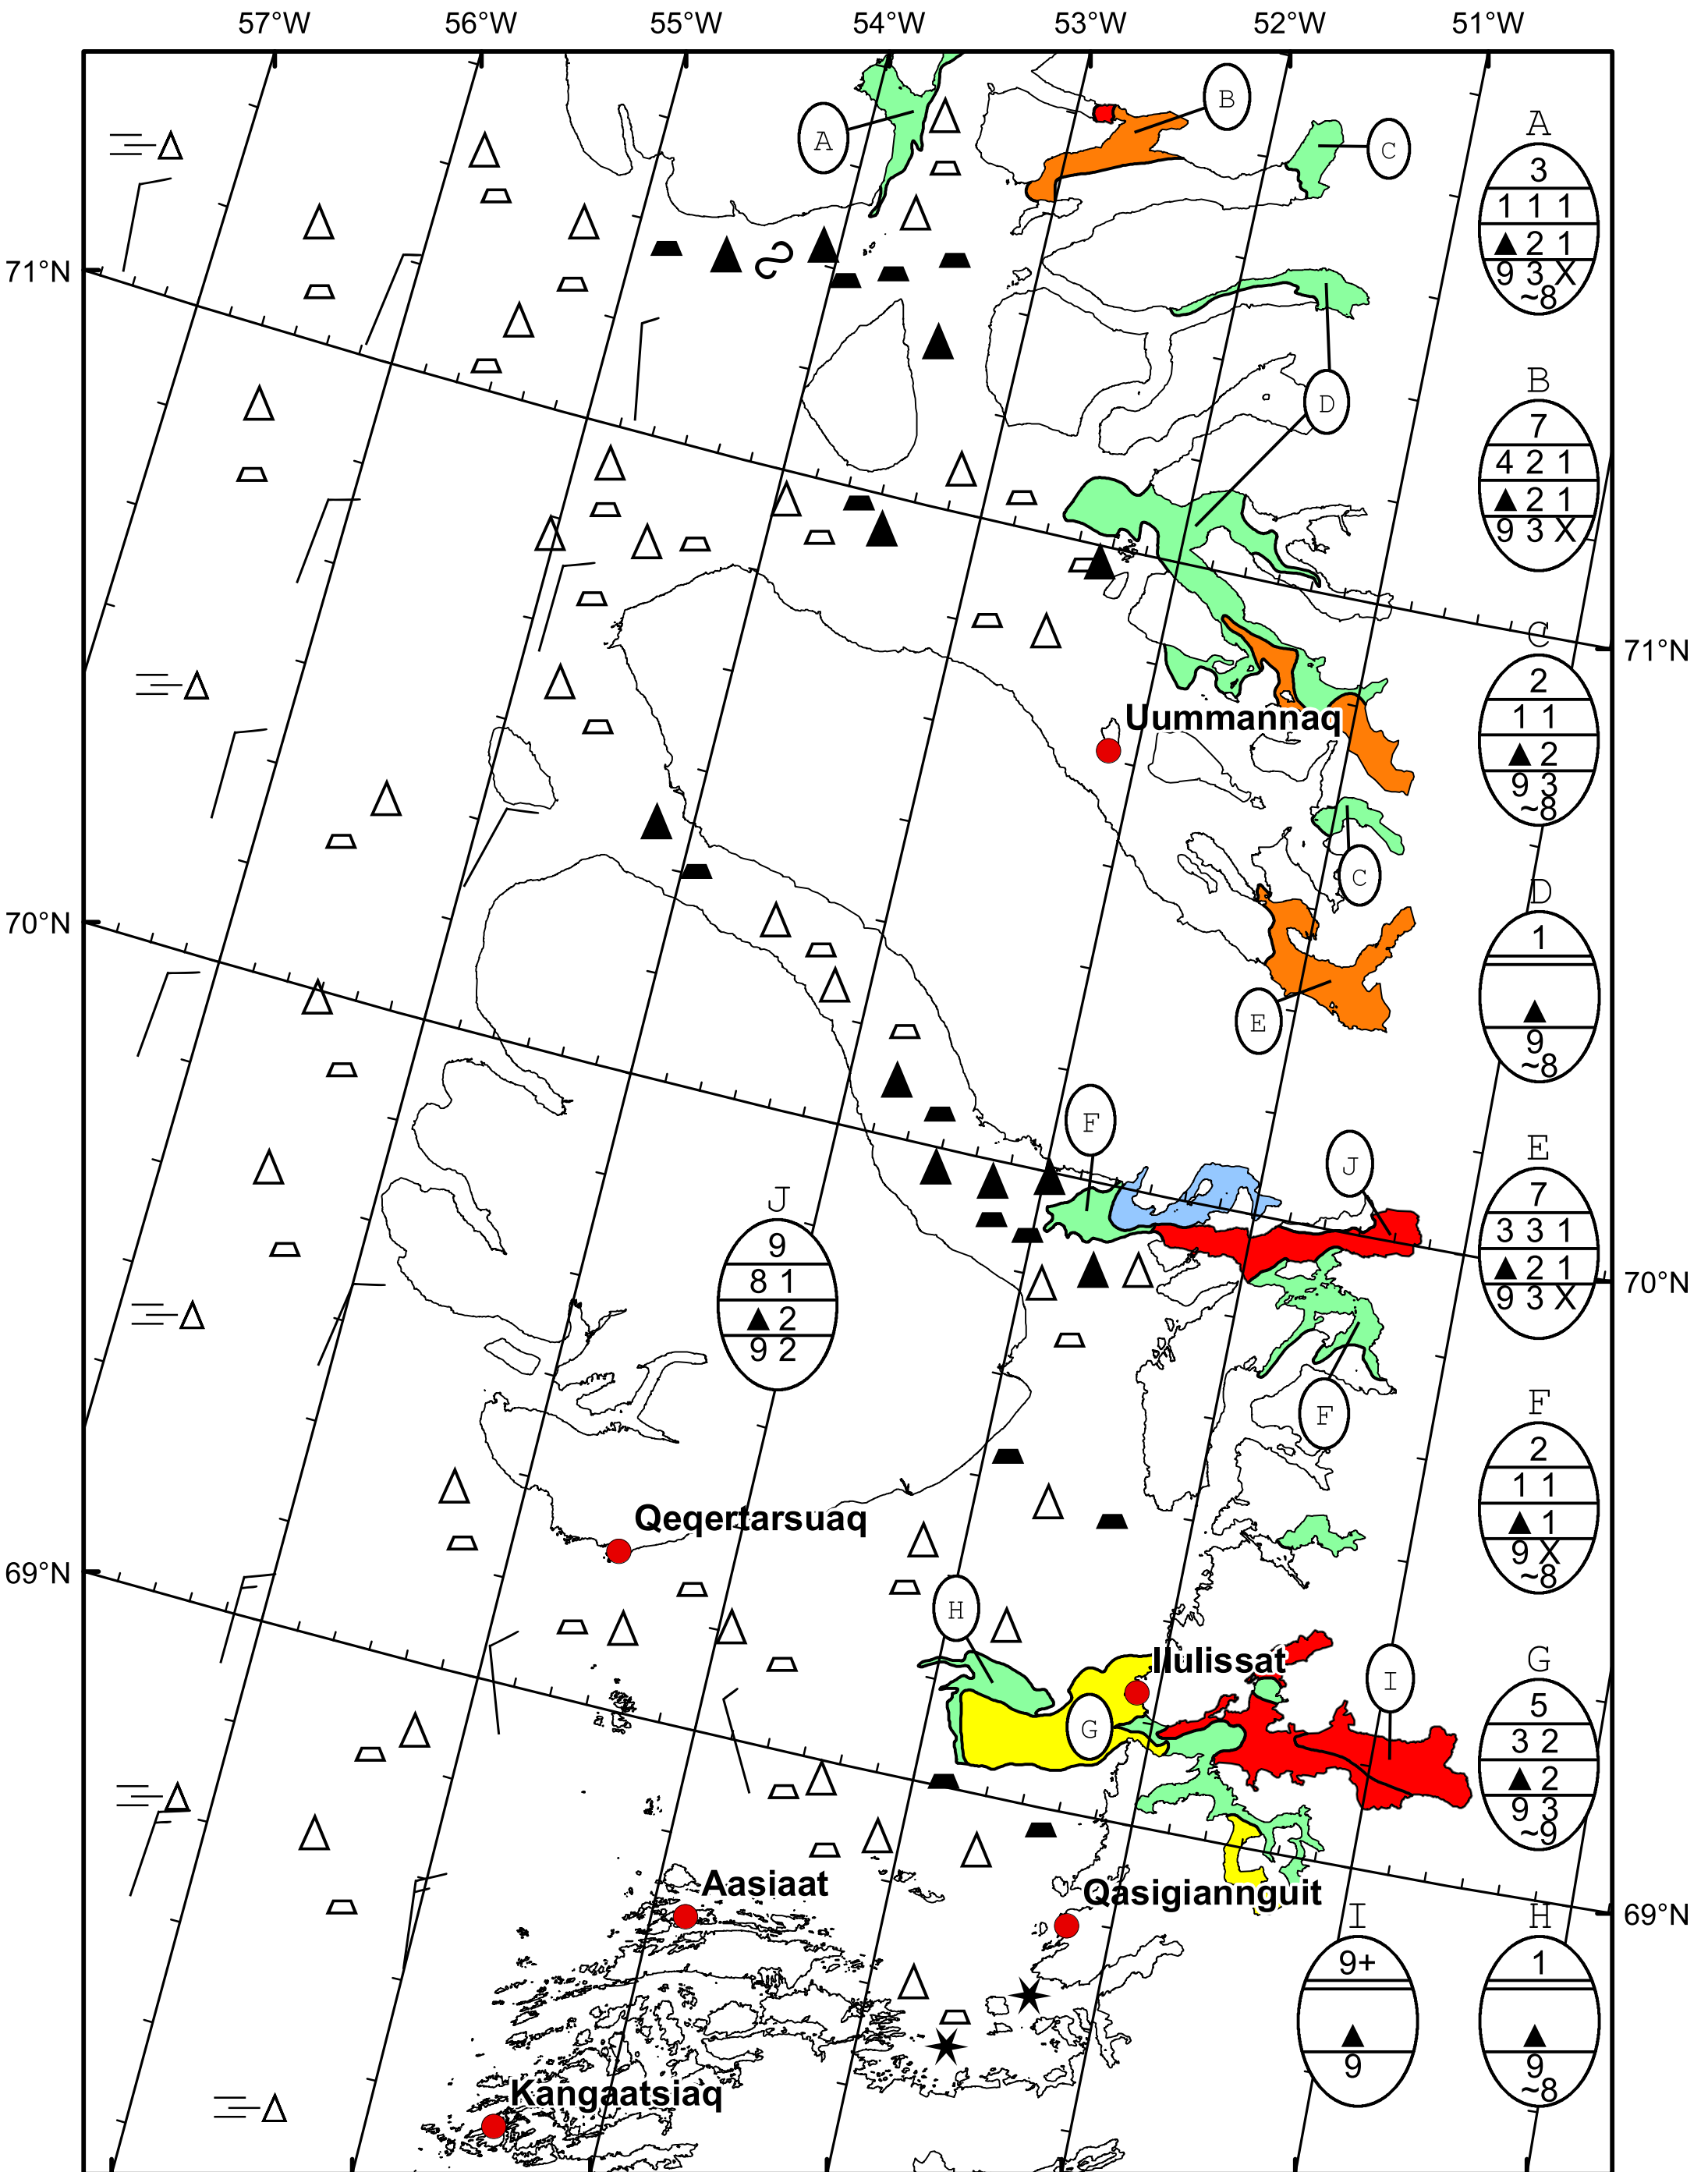 57°W 56°W 55°W 54°W 53°W 52°W 51°W
A
B
C
A
3
1 1 1
▲ 2 1
9 3 X
~8
71°N
D
B
7
4 2 1
▲ 2 1
9 3 X
C
2
1 1
▲ 2
9 3
~8
71°N
Uummannaq
C
D
1
▲
9
~8
70°N
E
F
J
E
7
3 3 1
▲ 2 1
9 3 X
70°N
J
9
8 1
▲ 2
9 2
F
F
2
1 1
▲ 1
9 X
~8
Qeqertarsuaq
69°N
H
Ilulissat
G
I
G
5
3 2
▲ 2
9 3
~9
Aasiaat
Qasigiannguit
69°N
I
9+
▲
9
H
1
▲
9
~8
Kangaatsiaq